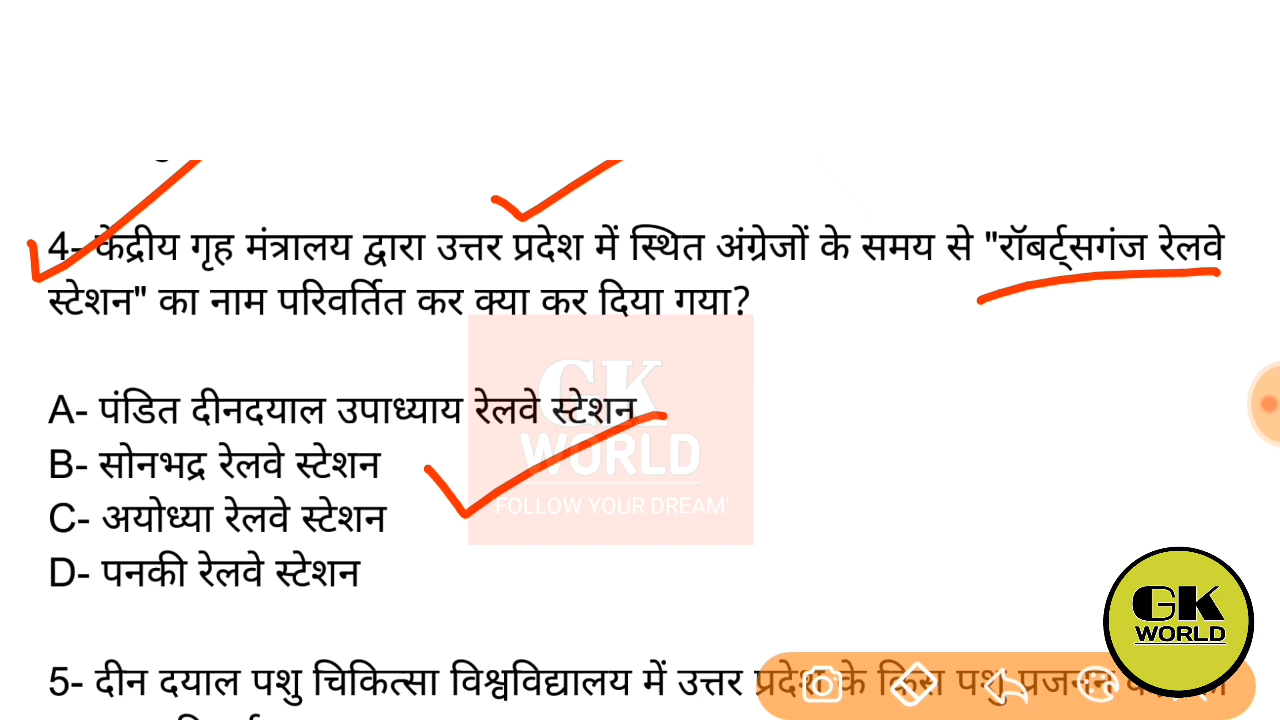 4- केंद्रीय गृह मंत्रालय द्वारा उत्तर प्रदेश में स्थित अंग्रेजों के समय से "रॉबर्ट्सगंज रेलवे
स्टेशन" का नाम परिवर्तित कर क्या कर दिया गया?
A- पंडित दीनदयाल उपाध्याय रेलवे स्टेशन
B- सोनभद्र रेलवे स्टेशन
C- अयोध्या रेलवे स्टेशन
D- पनकी रेलवे स्टेशन
GK
WORLD
'FOLLOW YOUR DREAM'
GK
WORLD
5- दीन दयाल पशु चिकित्सा विश्वविद्यालय में उत्तर प्रदेश के किस पशु प्रजनन